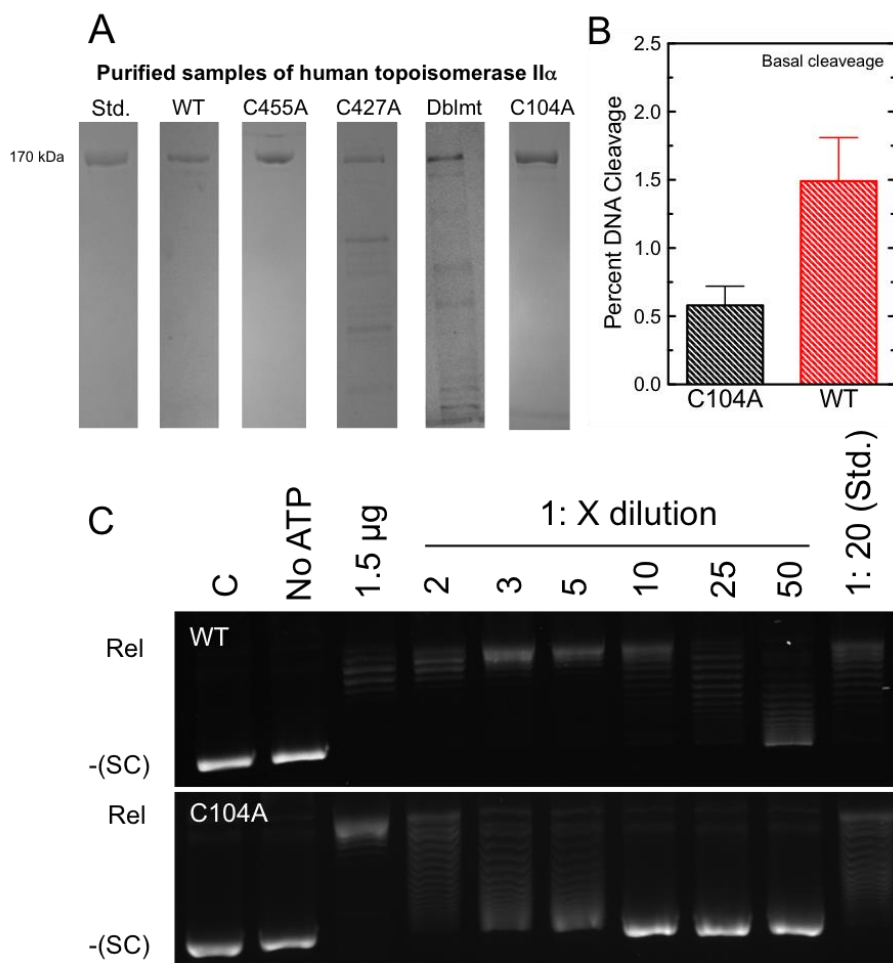 A
Purified samples of human topoisomerase IIα
Std. WT C455A C427A Dblmt C104A
170 kDa
B
Basal cleaveage
Percent DNA Cleavage
2.5
2.0
1.5
1.0
0.5
0.0
C104A WT
C
C No ATP 1.5 µg 1: X dilution 1: 20 (Std.)
2 3 5 10 25 50
WT
Rel
-(SC)
C104A
Rel
-(SC)